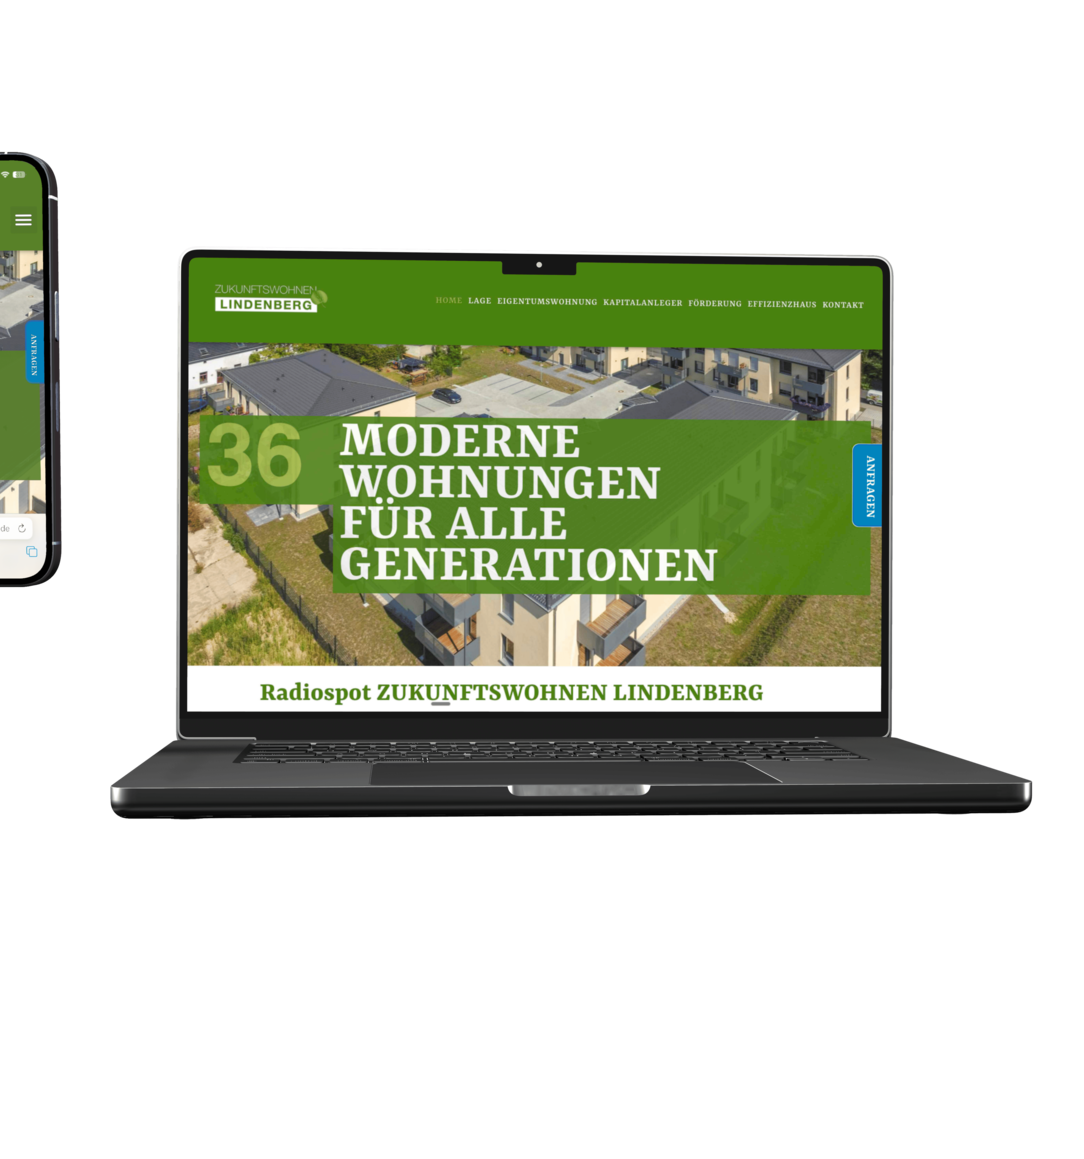 ANFRAGEN
de
ZUKUNFTSWOHNEN
LINDENBERG
HOME LAGE EIGENTUMSWOHNUNG KAPITALANLEGER FÖRDERUNG EFFIZIENZHAUS KONTAKT
36 MODERNE
WOHNUNGEN
FÜR ALLE
GENERATIONEN
ANFRAGEN
Radiospot ZUKUNFTSWOHNEN LINDENBERG